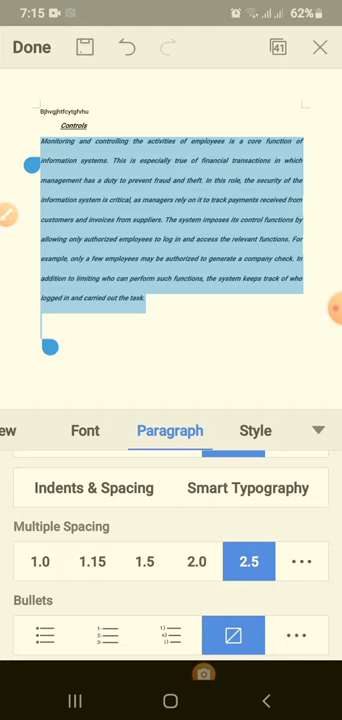 7:15 62%
Done 41
Bjhvgjhtfcytgfvhu
Controls
Monitoring and controlling the activities of employees is a core function of
information systems. This is especially true of financial transactions in which
management has a duty to prevent fraud and theft. In this role, the security of the
information system is critical, as managers rely on it to track payments received from
customers and invoices from suppliers. The system imposes its control functions by
allowing only authorized employees to log in and access the relevant functions. For
example, only a few employees may be authorized to generate a company check. In
addition to limiting who can perform such functions, the system keeps track of who
logged in and carried out the task.
ew Font Paragraph Style
Indents & Spacing Smart Typography
Multiple Spacing
1.0 1.15 1.5 2.0 2.5 •••
Bullets